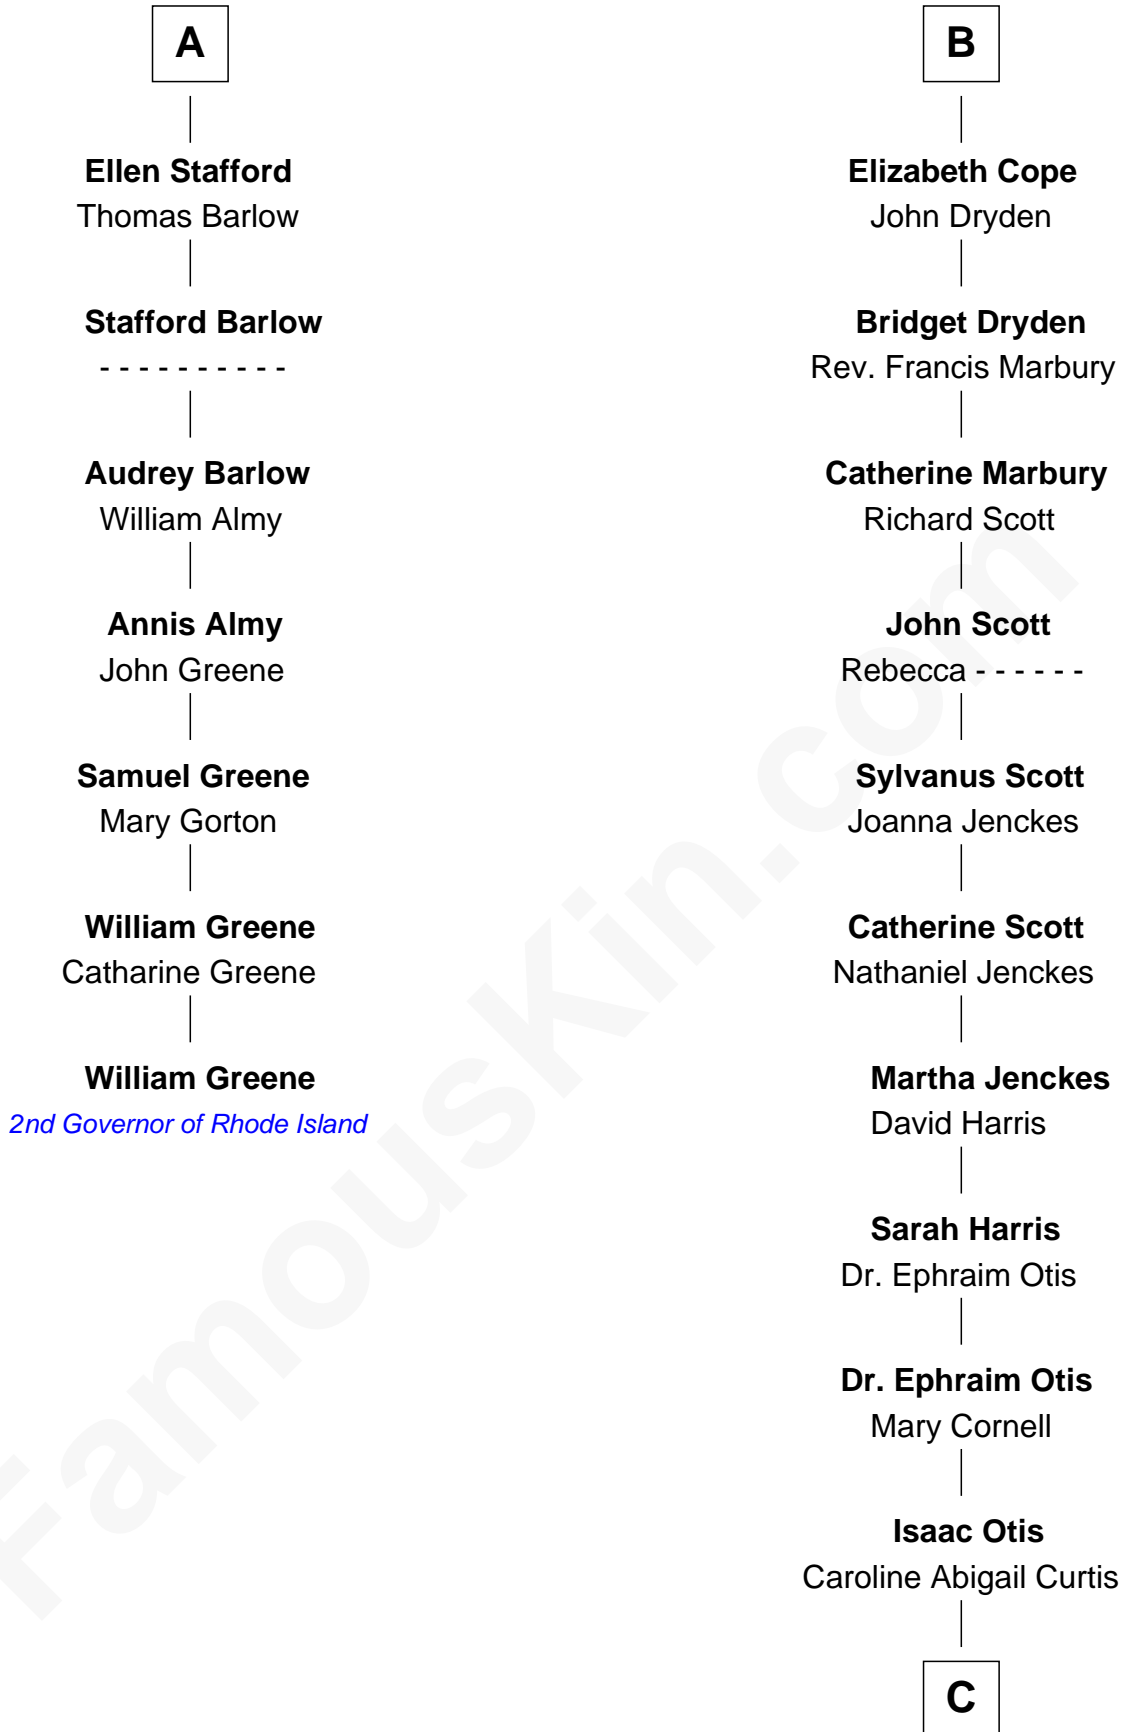 A
Ellen Stafford
Thomas Barlow
Stafford Barlow
- - - - - - - - - -
Audrey Barlow
William Almy
Annis Almy
John Greene
Samuel Greene
Mary Gorton
William Greene
Catharine Greene
William Greene
2nd Governor of Rhode Island
B
Elizabeth Cope
John Dryden
Bridget Dryden
Rev. Francis Marbury
Catherine Marbury
Richard Scott
John Scott
Rebecca - - - - - -
Sylvanus Scott
Joanna Jenckes
Catherine Scott
Nathaniel Jenckes
Martha Jenckes
David Harris
Sarah Harris
Dr. Ephraim Otis
Dr. Ephraim Otis
Mary Cornell
Isaac Otis
Caroline Abigail Curtis
C
FamousKin.com